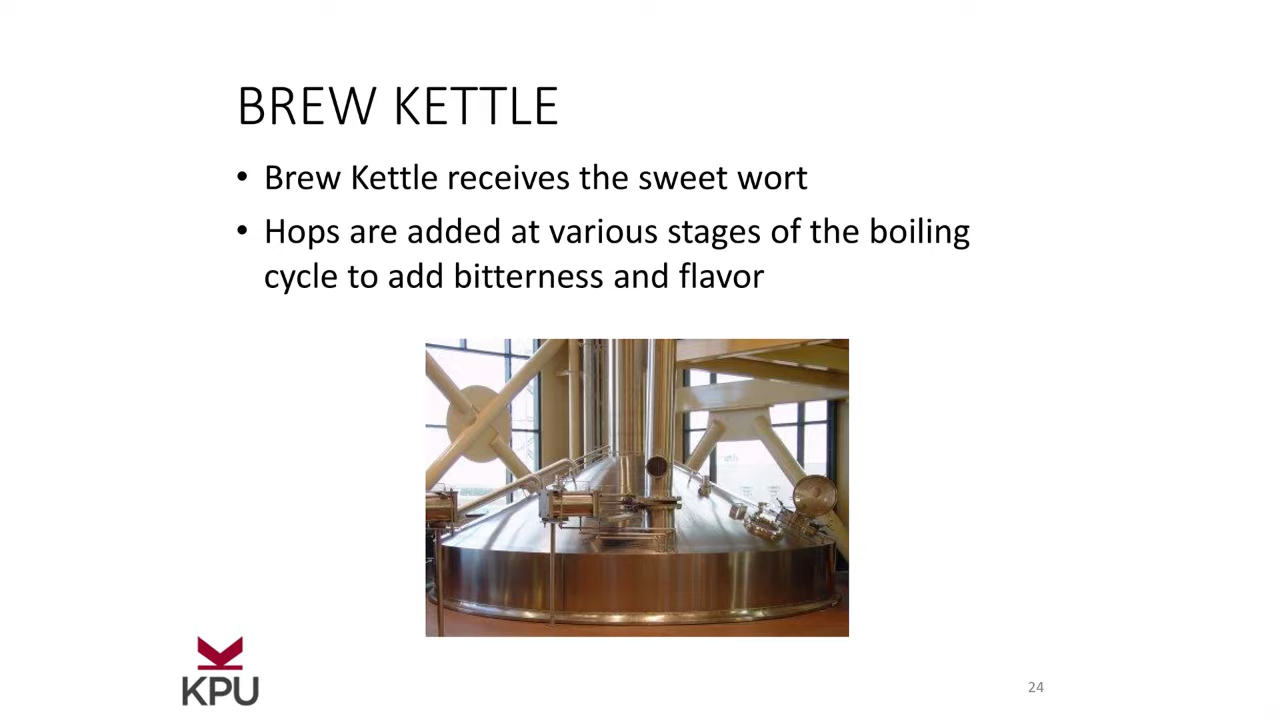 BREW KETTLE
• Brew Kettle receives the sweet wort
• Hops are added at various stages of the boiling
cycle to add bitterness and flavor
KPU
24